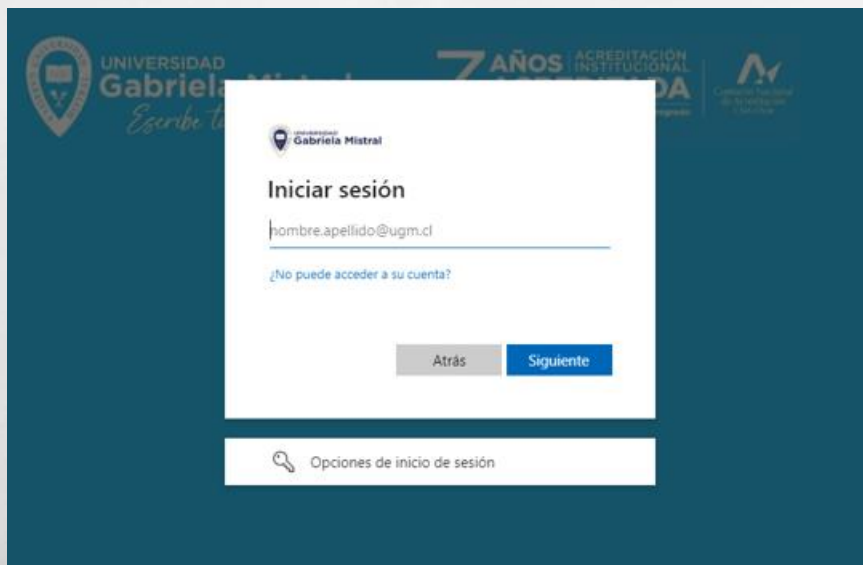 UNIVERSIDAD
Gabriela
Escribe
AÑOS
ACREDITACIÓN
INSTITUCIONAL
UNIVERSIDAD
Gabriela Mistral
Iniciar sesión
nombre.apellido@ugm.cl
¿No puede acceder a su cuenta?
Atrás
Siguiente
Opciones de inicio de sesión